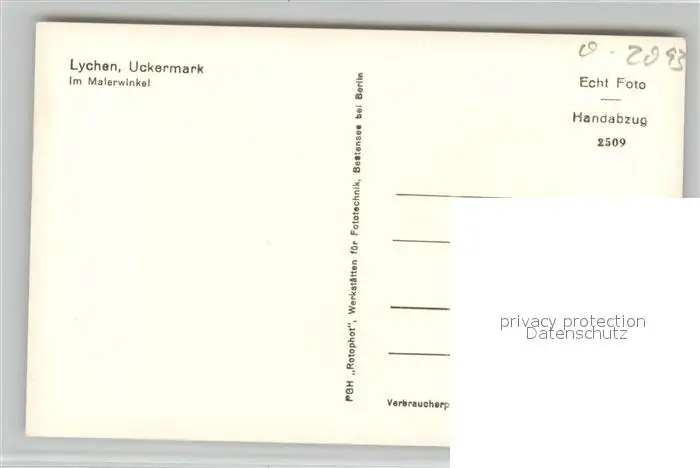 Lychen, Uckermark
Im Malerwinkel
PGH „Rotophot“, Werkstätten für Fototechnik, Bestensee bei Berlin
0-2093
Echt Foto
Handabzug
2509
privacy protection
Datenschutz
Verbraucherp